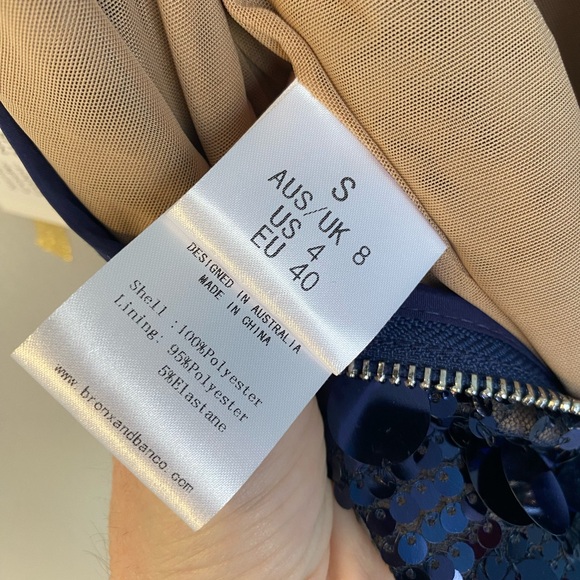 S
AUS/UK 8
US 4
EU 40
DESIGNED IN AUSTRALIA
MADE IN CHINA
Shell :100%Polyester
Lining: 95%Polyester
5%Elastane
www.bronxandbanco.com